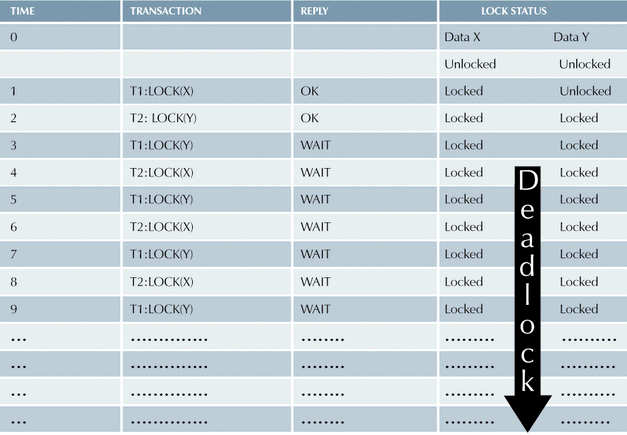 TIME TRANSACTION REPLY LOCK STATUS
0 Data X Data Y
Unlocked Unlocked
1 T1:LOCK(X) OK Locked Unlocked
2 T2: LOCK(Y) OK Locked Locked
3 T1:LOCK(Y) WAIT Locked Locked
4 T2:LOCK(X) WAIT Locked Locked
5 T1:LOCK(Y) WAIT Locked Locked
6 T2:LOCK(X) WAIT Locked Locked
7 T1:LOCK(Y) WAIT Locked Locked
8 T2:LOCK(X) WAIT Locked Locked
9 T1:LOCK(Y) WAIT Locked Locked
... .............. ........ ......... ..........
... .............. ........ ......... ..........
... .............. ........ ......... ..........
... .............. ........ ......... ..........
Deadlock